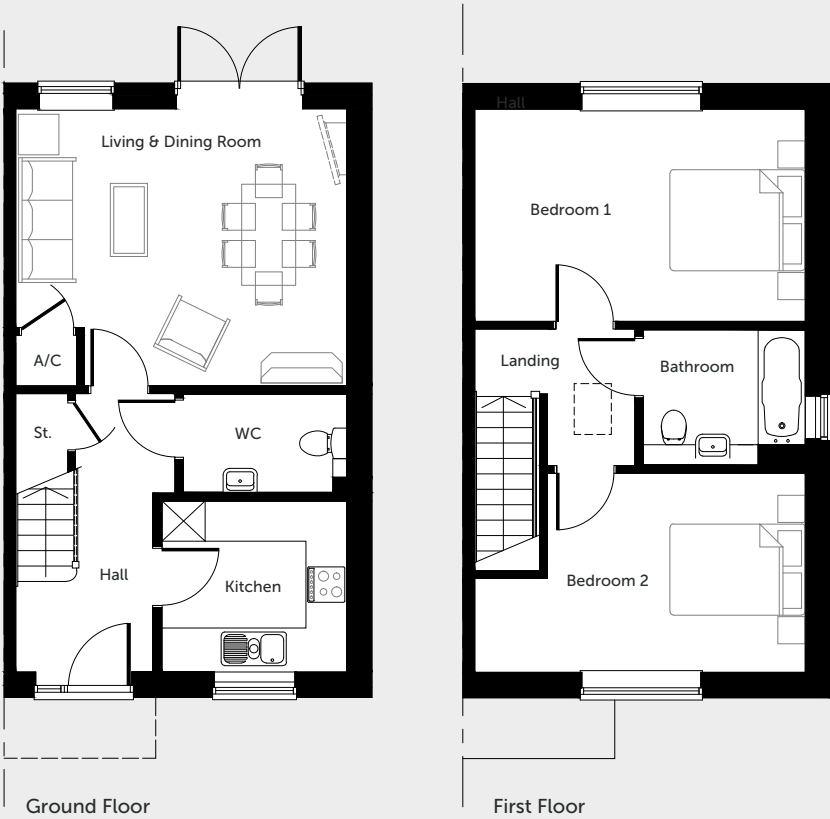 Living & Dining Room
A/C
St.
WC
Hall
Kitchen
Ground Floor
Hall
Bedroom 1
Landing
Bathroom
Bedroom 2
First Floor